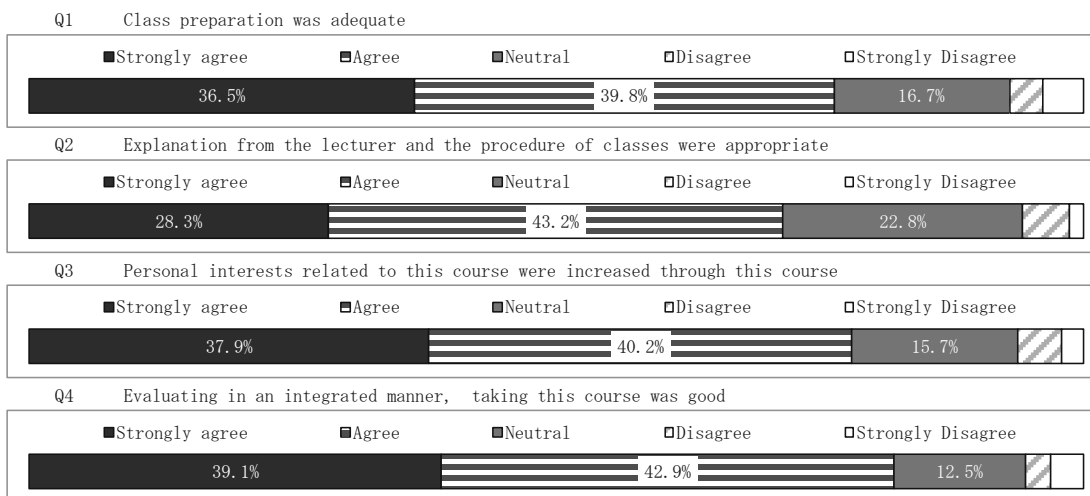 Q1 Class preparation was adequate
Strongly agree Agree Neutral Disagree Strongly Disagree
36.5% 39.8% 16.7%
Q2 Explanation from the lecturer and the procedure of classes were appropriate
Strongly agree Agree Neutral Disagree Strongly Disagree
28.3% 43.2% 22.8%
Q3 Personal interests related to this course were increased through this course
Strongly agree Agree Neutral Disagree Strongly Disagree
37.9% 40.2% 15.7%
Q4 Evaluating in an integrated manner, taking this course was good
Strongly agree Agree Neutral Disagree Strongly Disagree
39.1% 42.9% 12.5%